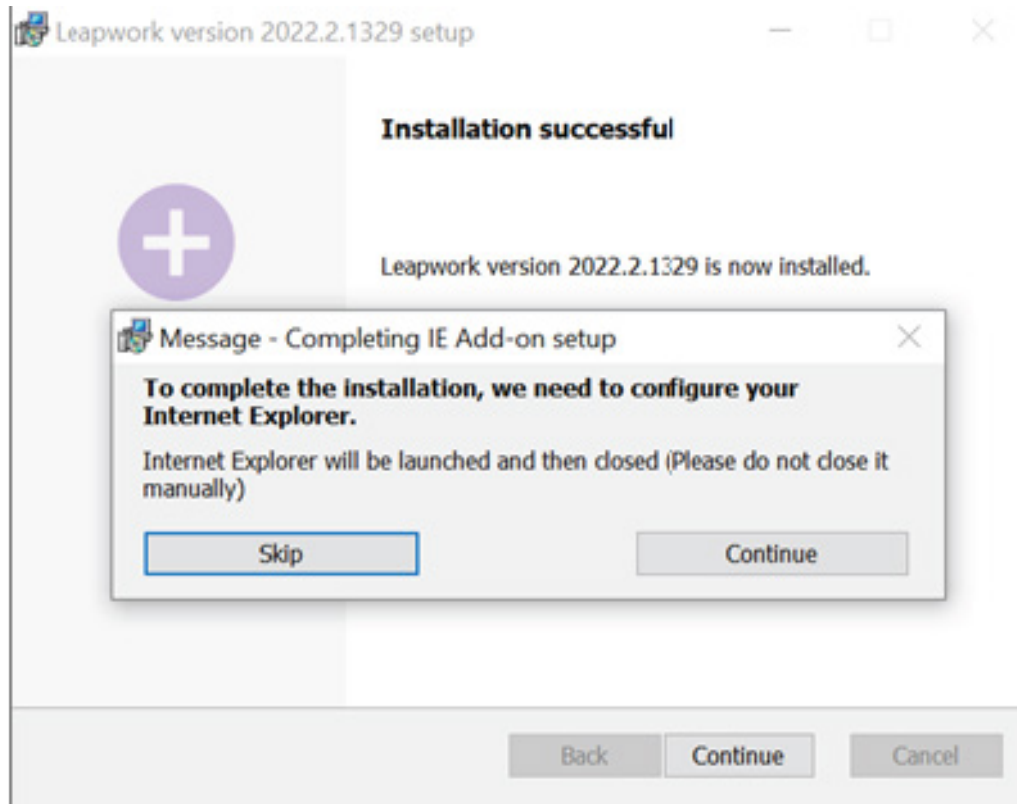 Leapwork version 2022.2.1329 setup
Installation successful
Leapwork version 2022.2.1329 is now installed.
Message - Completing IE Add-on setup
To complete the installation, we need to configure your
Internet Explorer.
Internet Explorer will be launched and then closed (Please do not close it
manually)
Skip
Continue
Back
Continue
Cancel